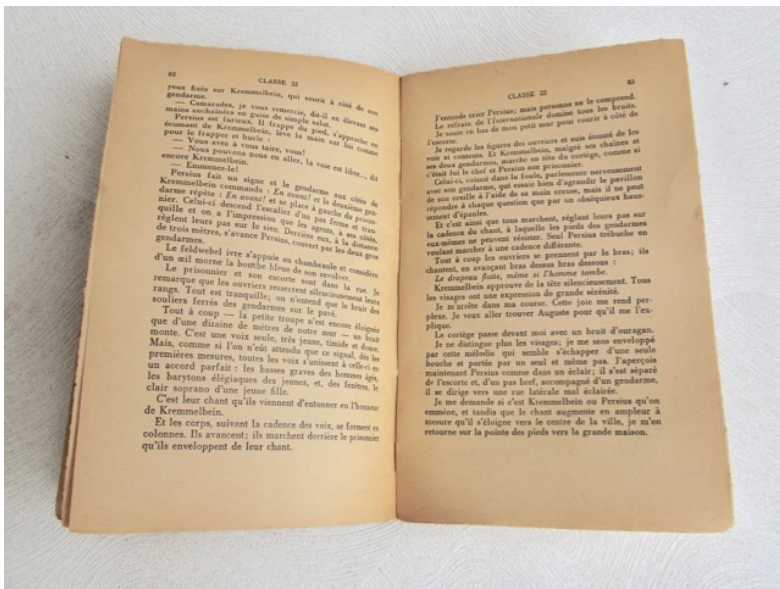 62
CLASSE 22
yeux fixés sur Kremmelbein, qui sourit à côté de son
gendarme.
— Camarades, je vous remercie, dit-il en élevant ses
mains enchaînées en guise de simple salut.
Persius est furieux. Il frappe du pied, s'approche en
écumant de Kremmelbein, lève la main sur lui comme
pour le frapper et hurle :
— Vous avez à vous taire, vous!
— Nous pouvons nous en aller, la voie est libre... dit
encore Kremmelbein.
— Emmenez-le!
Persius fait un signe et le gendarme aux côtés de
Kremmelbein commande : En avant! et le deuxième gen-
darme répète : En avant! et se place à gauche du prison-
nier. Celui-ci descend l'escalier d'un pas ferme et tran-
quille et on a l'impression que les agents, à ses côtés,
règlent leurs pas sur le sien. Derrière eux, à la distance
de trois mètres, s'avance Persius, couvert par les deux gros
gendarmes.
Le feldwebel ivre s'appuie au chambranle et considère
d'un œil morne la bouche bleue de son revolver.
Le prisonnier et son escorte sont dans la rue. Je
remarque que les ouvriers resserrent silencieusement leurs
rangs. Tout est tranquille; on n'entend que le bruit des
souliers ferrés des gendarmes sur le pavé.
Tout à coup — la petite troupe n'est encore éloignée
que d'une dizaine de mètres de notre mur — un bruit
monte. C'est une voix seule, très jeune, timide et douce.
Mais, comme si l'on n'eût attendu que ce signal, dès les
premières mesures, toutes les voix s'unissent à celle-ci en
un accord parfait : les basses graves des hommes âgés,
les barytons élégiaques des jeunes, et, des fenêtres, le
clair soprano d'une jeune fille.
C'est leur chant qu'ils viennent d'entonner en l'honneur
de Kremmelbein.
Et les corps, suivant la cadence des voix, se forment en
colonnes. Ils avancent; ils marchent derrière le prisonnier
qu'ils enveloppent de leur chant.
CLASSE 22
63
J'entends crier Persius; mais personne ne le comprend.
Le refrain de l'Internationale domine tous les bruits.
Je saute en bas de mon petit mur pour courir à côté de
l'escorte.
Je regarde les figures des ouvriers et suis étonné de les
voir si contents. Et Kremmelbein, malgré ses chaînes et
ses deux gendarmes, marche en tête du cortège, comme si
c'était lui le chef et Persius son prisonnier.
Celui-ci, coincé dans la foule, parlemente nerveusement
avec son gendarme, qui essaie bien d'agrandir le pavillon
de son oreille à l'aide de sa main creuse, mais il ne peut
répondre à chaque question que par un obséquieux haus-
sement d'épaules.
Et c'est ainsi que tous marchent, réglant leurs pas sur
la cadence du chant, à laquelle les pieds des gendarmes
eux-mêmes ne peuvent résister. Seul Persius trébuche en
voulant marcher à une cadence différente.
Tout à coup les ouvriers se prennent par le bras; ils
chantent, en avançant bras dessus bras dessous :
Le drapeau flotte, même si l'homme tombe.
Kremmelbein approuve de la tête silencieusement. Tous
les visages ont une expression de grande sérénité.
Je m'arrête dans ma course. Cette joie me rend per-
plexe. Je veux aller trouver Auguste pour qu'il me l'ex-
plique.
Le cortège passe devant moi avec un bruit d'ouragan.
Je ne distingue plus les visages; je me sens enveloppé
par cette mélodie qui semble s'échapper d'une seule
bouche et portée par un seul et même pas. J'aperçois
maintenant Persius comme dans un éclair; il s'est séparé
de l'escorte et, d'un pas bref, accompagné d'un gendarme,
il se dirige vers une rue latérale mal éclairée.
Je me demande si c'est Kremmelbein ou Persius qu'on
emmène, et tandis que le chant augmente en ampleur à
mesure qu'il s'éloigne vers le centre de la ville, je m'en
retourne sur la pointe des pieds vers la grande maison.